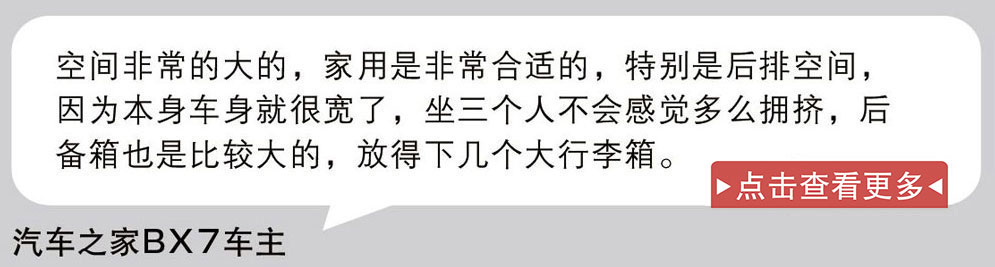 空间非常的大的，家用是非常合适的，特别是后排空间，
因为本身车身就很宽了，坐三个人不会感觉多么拥挤，后
备箱也是比较大的，放得下几个大行李箱。
▶点击查看更多◀
汽车之家BX7车主